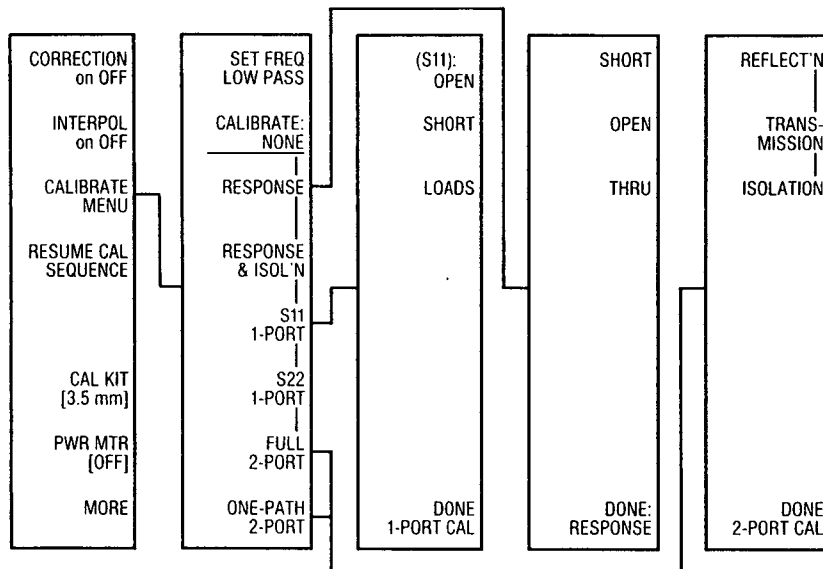 CORRECTION
on OFF
INTERPOL
on OFF
CALIBRATE
MENU
RESUME CAL
SEQUENCE
CAL KIT
[3.5 mm]
PWR MTR
[OFF]
MORE
SET FREQ
LOW PASS
CALIBRATE:
NONE
RESPONSE
RESPONSE
& ISOL'N
S11
1-PORT
S22
1-PORT
FULL
2-PORT
ONE-PATH
2-PORT
(S11):
OPEN
SHORT
LOADS
DONE
1-PORT CAL
SHORT
OPEN
THRU
DONE:
RESPONSE
REFLECT'N
TRANS-
MISSION
ISOLATION
DONE
2-PORT CAL